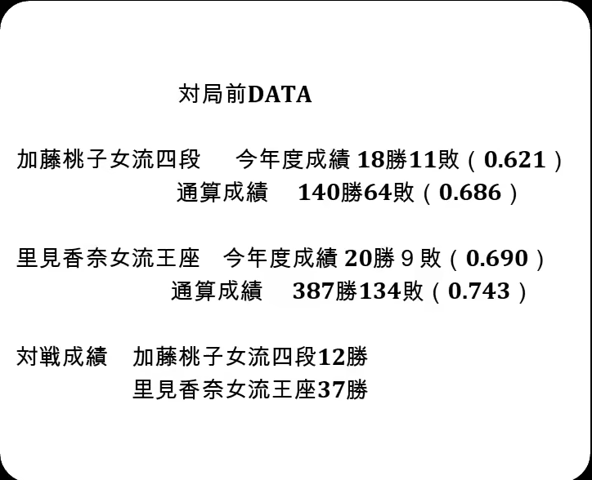 対局前DATA
加藤桃子女流四段　今年度成績 18勝11敗（0.621）
通算成績　140勝64敗（0.686）
里見香奈女流王座　今年度成績 20勝９敗（0.690）
通算成績　387勝134敗（0.743）
対戦成績　加藤桃子女流四段12勝
里見香奈女流王座37勝